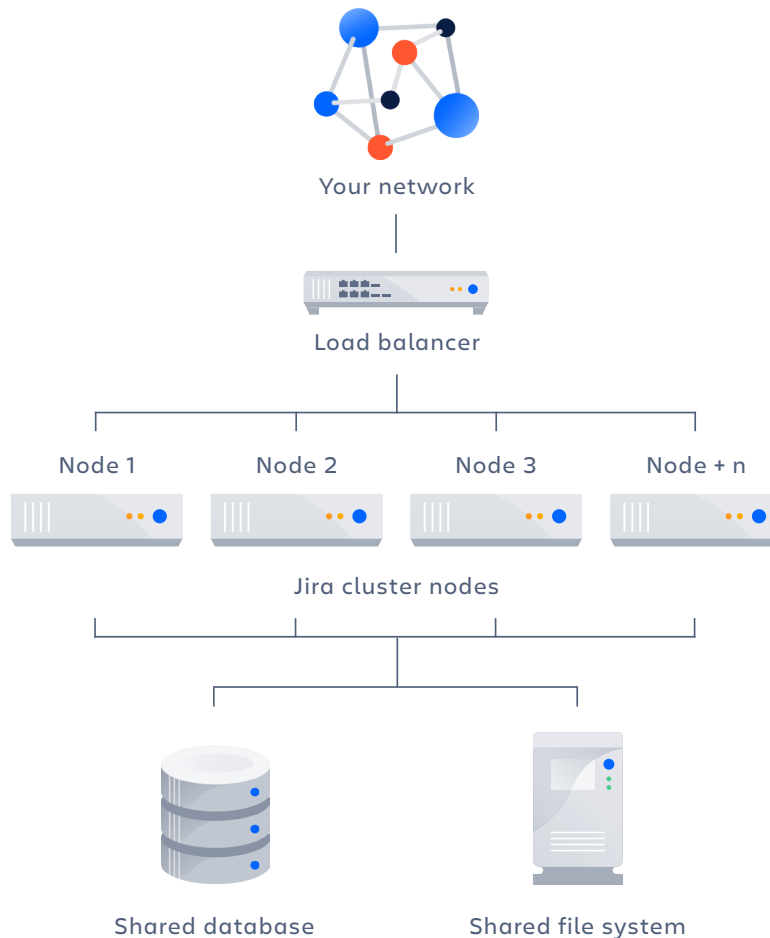 Your network
Load balancer
Node 1
Node 2
Node 3
Node + n
Jira cluster nodes
Shared database
Shared file system